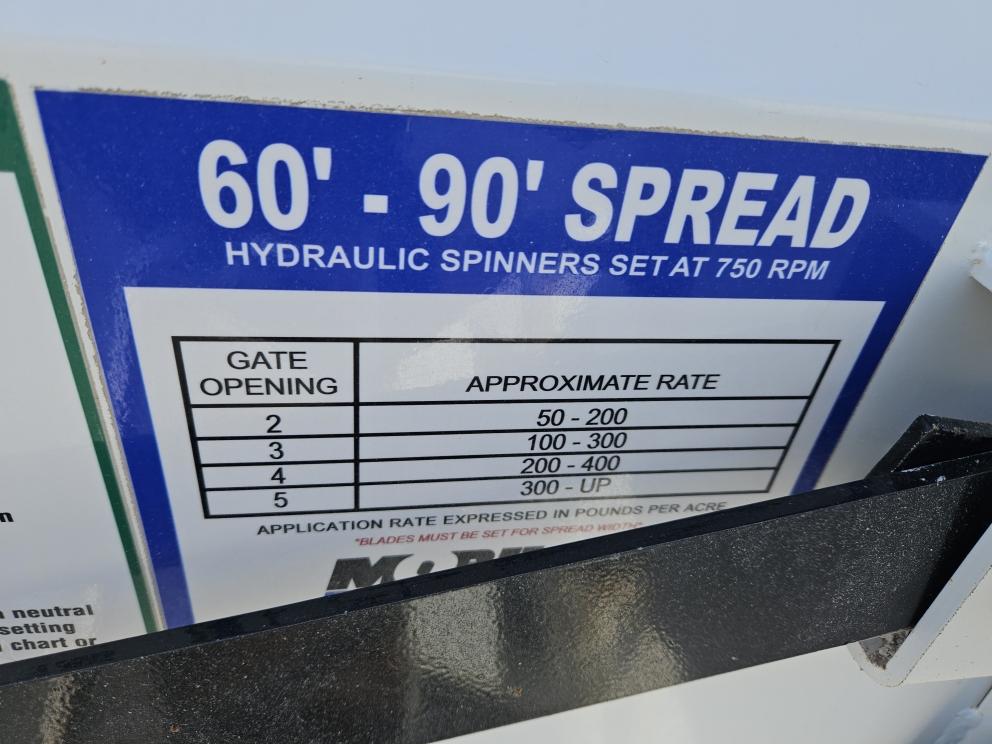 60' - 90' SPREAD
HYDRAULIC SPINNERS SET AT 750 RPM
GATE OPENING APPROXIMATE RATE
2 50 - 200
3 100 - 300
4 200 - 400
5 300 - UP
APPLICATION RATE EXPRESSED IN POUNDS PER ACRE
"BLADES MUST BE SET FOR SPREAD WIDTH"
neutral
setting
chart or